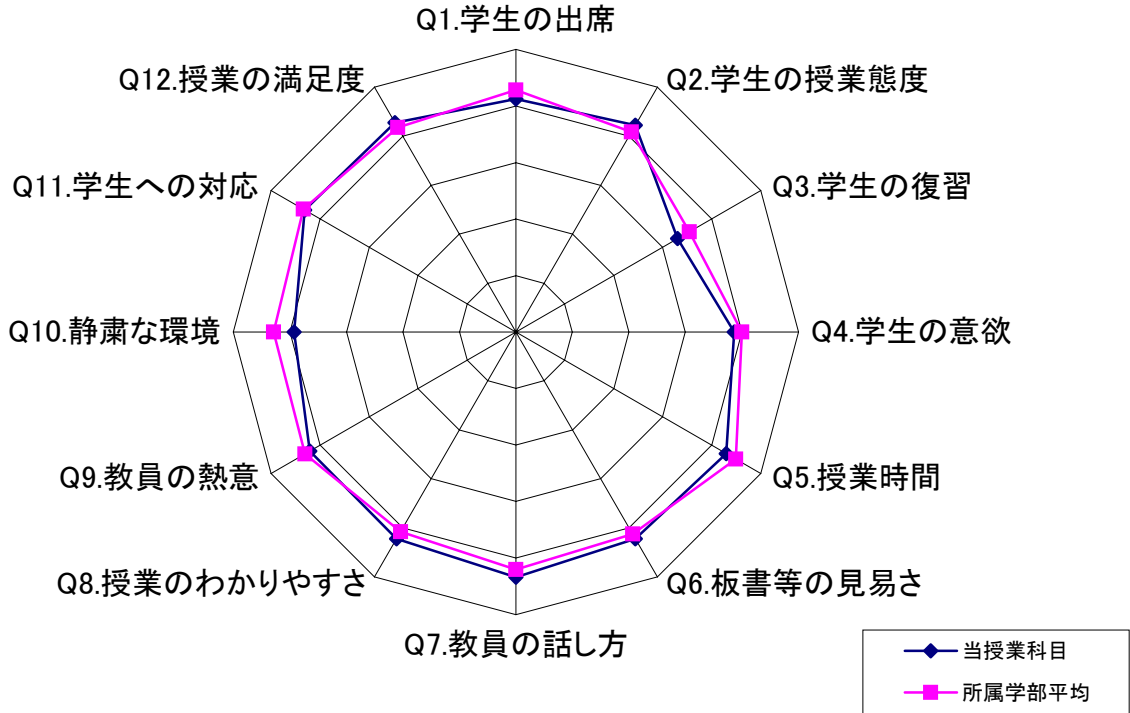 Q1.学生の出席
Q2.学生の授業態度
Q3.学生の復習
Q4.学生の意欲
Q5.授業時間
Q6.板書等の見易さ
Q7.教員の話し方
Q8.授業のわかりやすさ
Q9.教員の熱意
Q10.静粛な環境
Q11.学生への対応
Q12.授業の満足度
当授業科目
所属学部平均